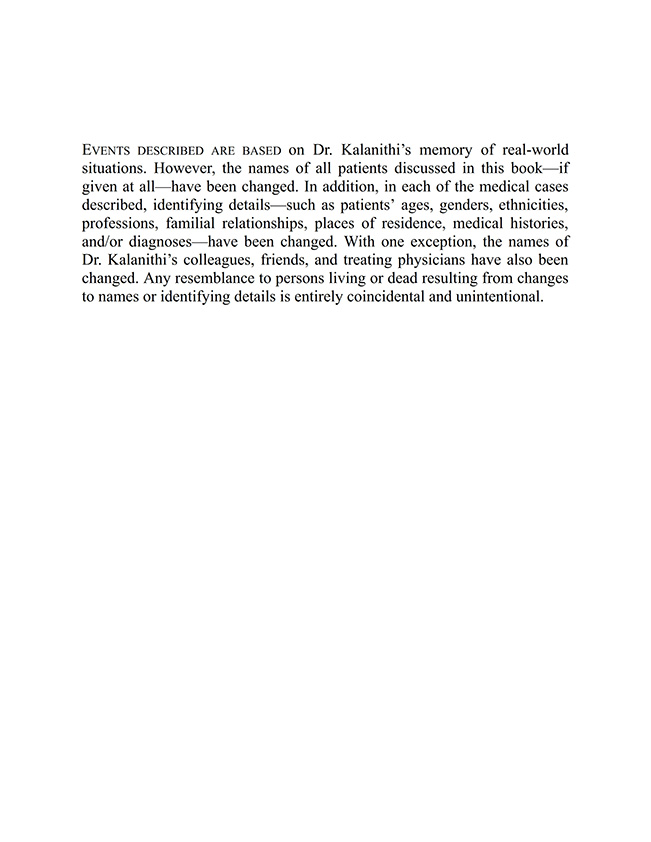 EVENTS DESCRIBED ARE BASED on Dr. Kalanithi’s memory of real-world
situations. However, the names of all patients discussed in this book—if
given at all—have been changed. In addition, in each of the medical cases
described, identifying details—such as patients’ ages, genders, ethnicities,
professions, familial relationships, places of residence, medical histories,
and/or diagnoses—have been changed. With one exception, the names of
Dr. Kalanithi’s colleagues, friends, and treating physicians have also been
changed. Any resemblance to persons living or dead resulting from changes
to names or identifying details is entirely coincidental and unintentional.